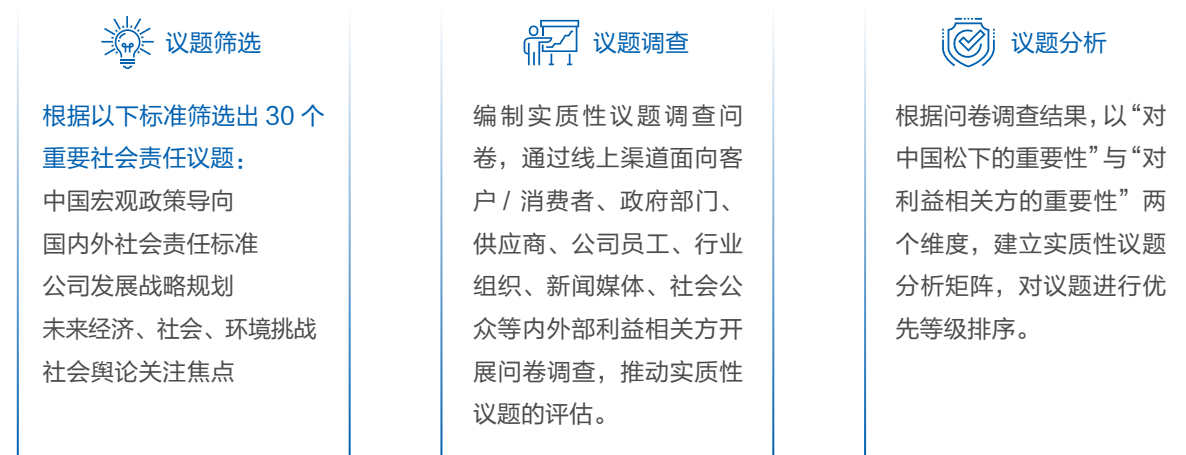 议题筛选
根据以下标准筛选出 30 个
重要社会责任议题：
中国宏观政策导向
国内外社会责任标准
公司发展战略规划
未来经济、社会、环境挑战
社会舆论关注焦点
议题调查
编制实质性议题调查问
卷，通过线上渠道面向客
户 / 消费者、政府部门、
供应商、公司员工、行业
组织、新闻媒体、社会公
众等内外部利益相关方开
展问卷调查，推动实质性
议题的评估。
议题分析
根据问卷调查结果，以“对
中国松下的重要性”与“对
利益相关方的重要性”两
个维度，建立实质性议题
分析矩阵，对议题进行优
先等级排序。